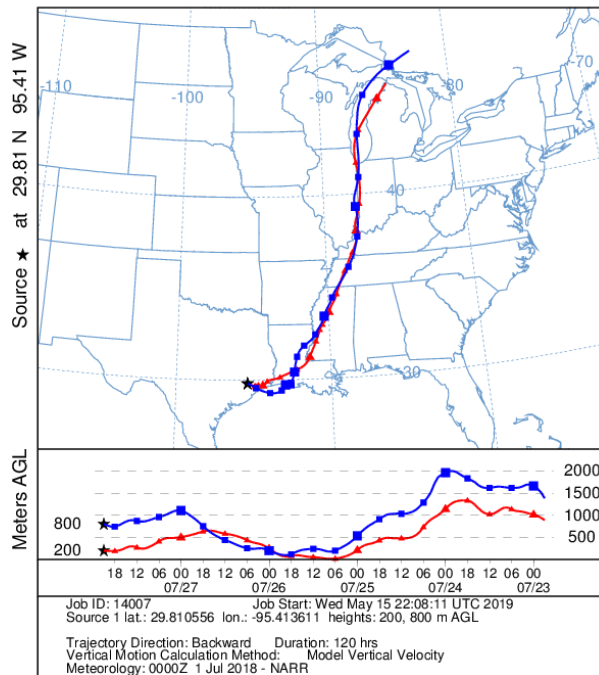 Source ★ at 29.81 N 95.41 W
-110
-100
-90
-80
-70
40
30
Meters AGL
2000
1500
1000
500
800
200
18 12 06 00 18 12 06 00 18 12 06 00 18 12 06 00 18 12 06 00
07/27 07/26 07/25 07/24 07/23
Job ID: 14007 Job Start: Wed May 15 22:08:11 UTC 2019
Source 1 lat.: 29.810556 lon.: -95.413611 heights: 200, 800 m AGL
Trajectory Direction: Backward Duration: 120 hrs
Vertical Motion Calculation Method: Model Vertical Velocity
Meteorology: 0000Z 1 Jul 2018 - NARR